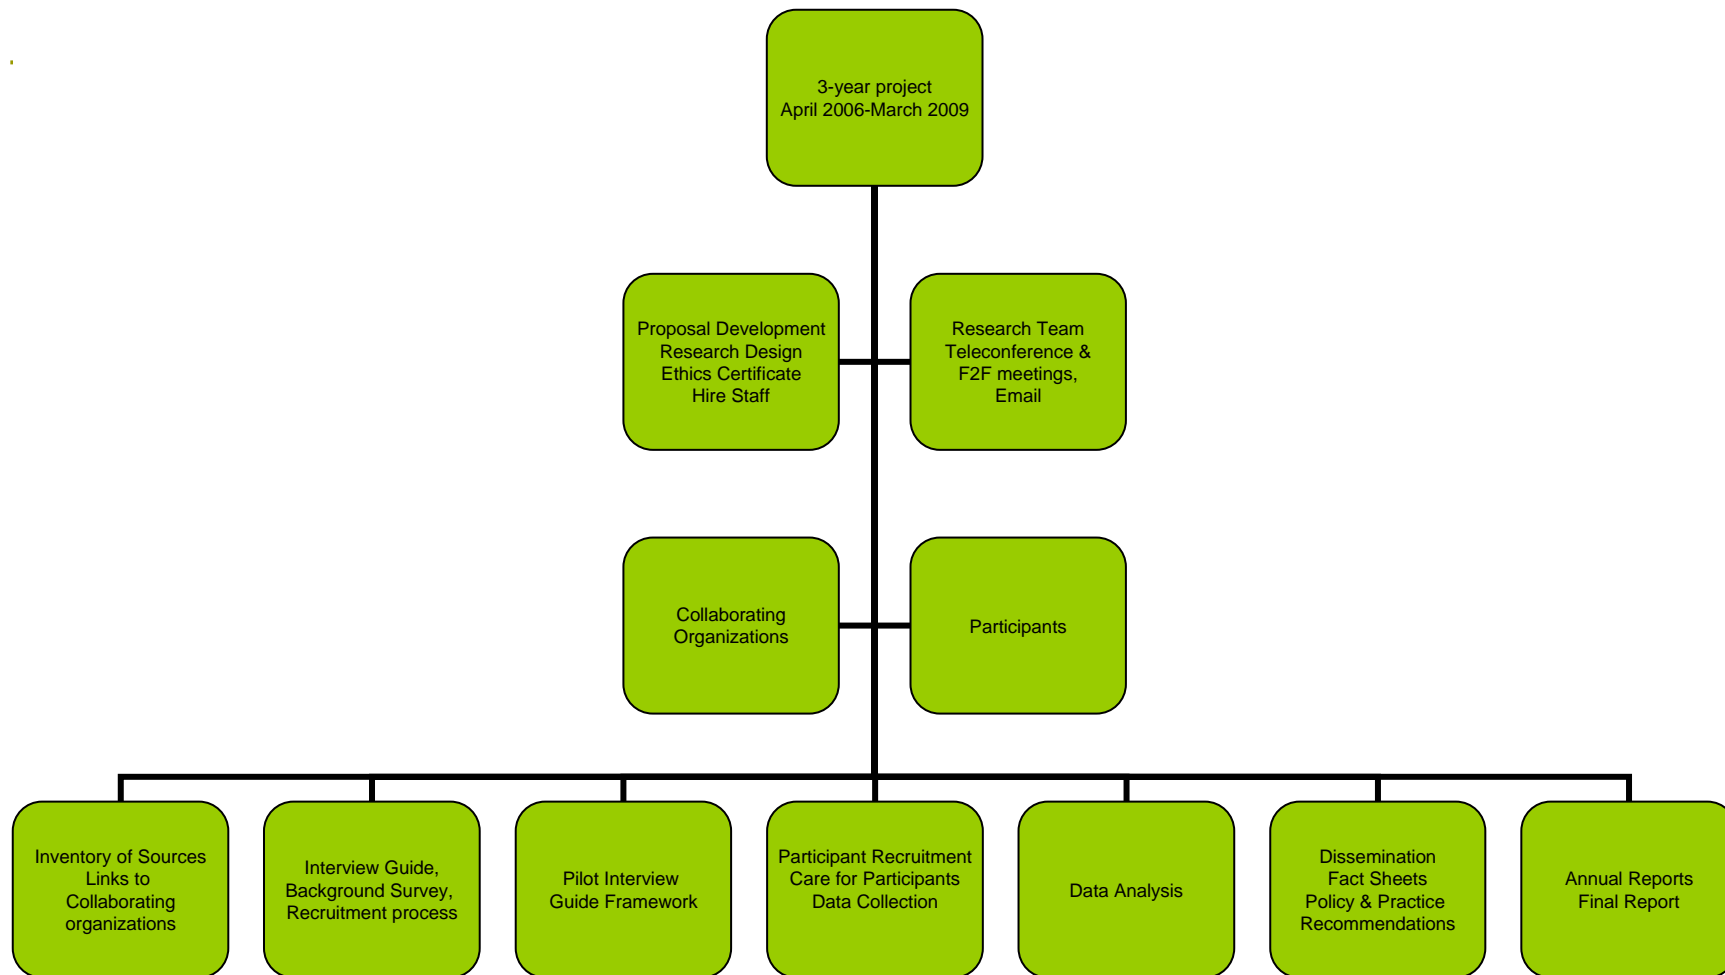 3-year project
April 2006-March 2009
Proposal Development
Research Design
Ethics Certificate
Hire Staff
Research Team
Teleconference &
F2F meetings,
Email
Collaborating
Organizations
Participants
Inventory of Sources
Links to
Collaborating
organizations
Interview Guide,
Background Survey,
Recruitment process
Pilot Interview
Guide Framework
Participant Recruitment
Care for Participants
Data Collection
Data Analysis
Dissemination
Fact Sheets
Policy & Practice
Recommendations
Annual Reports
Final Report